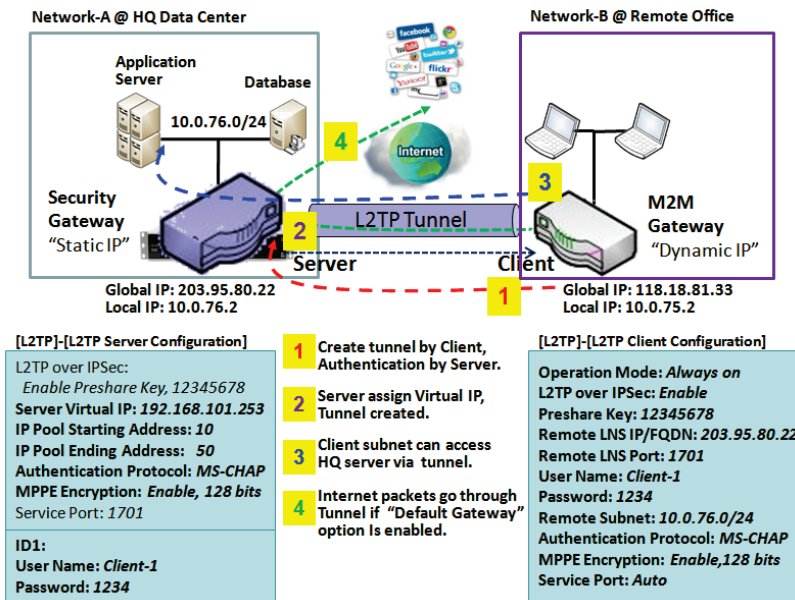 Network-A @ HQ Data Center
Network-B @ Remote Office
Application
Server
Database
10.0.76.0/24
facebook
YouTube
twitter
Google+
flickr
YAHOO!
my
4
Internet
3
Security
Gateway
“Static IP”
2
L2TP Tunnel
M2M
Gateway
“Dynamic IP”
Server
Client
1
Global IP: 203.95.80.22
Local IP: 10.0.76.2
Global IP: 118.18.81.33
Local IP: 10.0.75.2
[L2TP]-[L2TP Server Configuration]
L2TP over IPSec:
Enable Preshare Key, 12345678
Server Virtual IP: 192.168.101.253
IP Pool Starting Address: 10
IP Pool Ending Address: 50
Authentication Protocol: MS-CHAP
MPPE Encryption: Enable, 128 bits
Service Port: 1701
ID1:
User Name: Client-1
Password: 1234
1 Create tunnel by Client,
Authentication by Server.
2 Server assign Virtual IP,
Tunnel created.
3 Client subnet can access
HQ server via tunnel.
4 Internet packets go through
Tunnel if “Default Gateway”
option Is enabled.
[L2TP]-[L2TP Client Configuration]
Operation Mode: Always on
L2TP over IPSec: Enable
Preshare Key: 12345678
Remote LNS IP/FQDN: 203.95.80.22
Remote LNS Port: 1701
User Name: Client-1
Password: 1234
Remote Subnet: 10.0.76.0/24
Authentication Protocol: MS-CHAP
MPPE Encryption: Enable,128 bits
Service Port: Auto